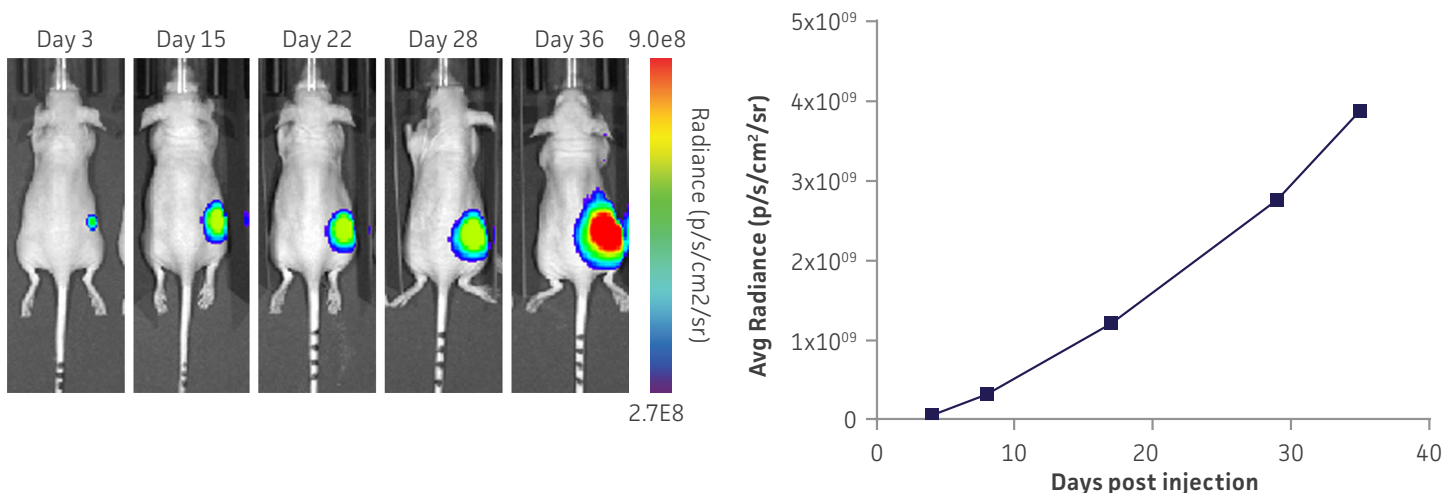 Day 3 Day 15 Day 22 Day 28 Day 36 9.0e8
Radiance (p/s/cm2/sr)
2.7E8
Avg Radiance (p/s/cm²/sr)
5x10⁰⁹
4x10⁰⁹
3x10⁰⁹
2x10⁰⁹
1x10⁰⁹
0
0 10 20 30 40
Days post injection